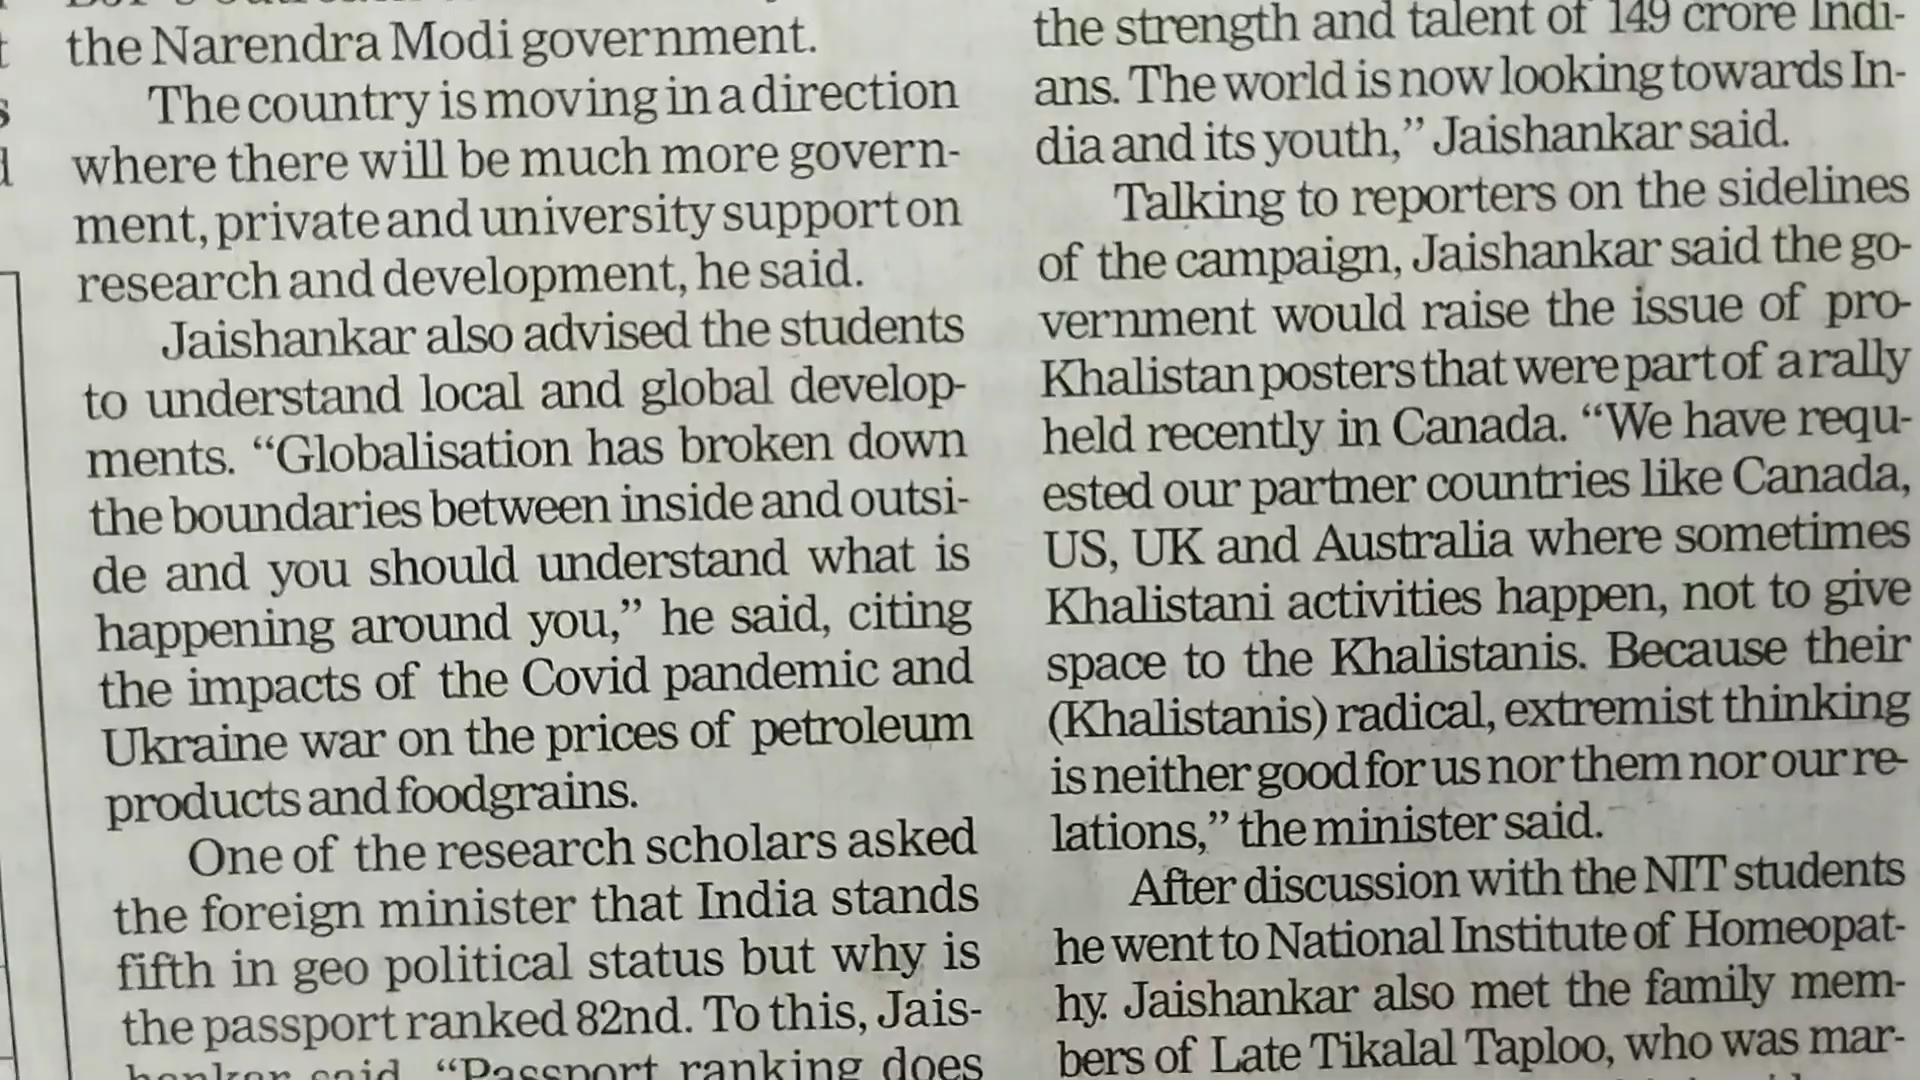 the Narendra Modi government.
The country is moving in a direction
where there will be much more govern-
ment, private and university support on
research and development, he said.
Jaishankar also advised the students
to understand local and global develop-
ments. “Globalisation has broken down
the boundaries between inside and outsi-
de and you should understand what is
happening around you,” he said, citing
the impacts of the Covid pandemic and
Ukraine war on the prices of petroleum
products and foodgrains.
One of the research scholars asked
the foreign minister that India stands
fifth in geo political status but why is
the passport ranked 82nd. To this, Jais-
hankar said, “Passport ranking does
the strength and talent of 149 crore Indi-
ans. The world is now looking towards In-
dia and its youth,” Jaishankar said.
Talking to reporters on the sidelines
of the campaign, Jaishankar said the go-
vernment would raise the issue of pro-
Khalistan posters that were part of a rally
held recently in Canada. “We have requ-
ested our partner countries like Canada,
US, UK and Australia where sometimes
Khalistani activities happen, not to give
space to the Khalistanis. Because their
(Khalistanis) radical, extremist thinking
is neither good for us nor them nor our re-
lations,” the minister said.
After discussion with the NIT students
he went to National Institute of Homeopat-
hy. Jaishankar also met the family mem-
bers of Late Tikalal Taploo, who was mar-